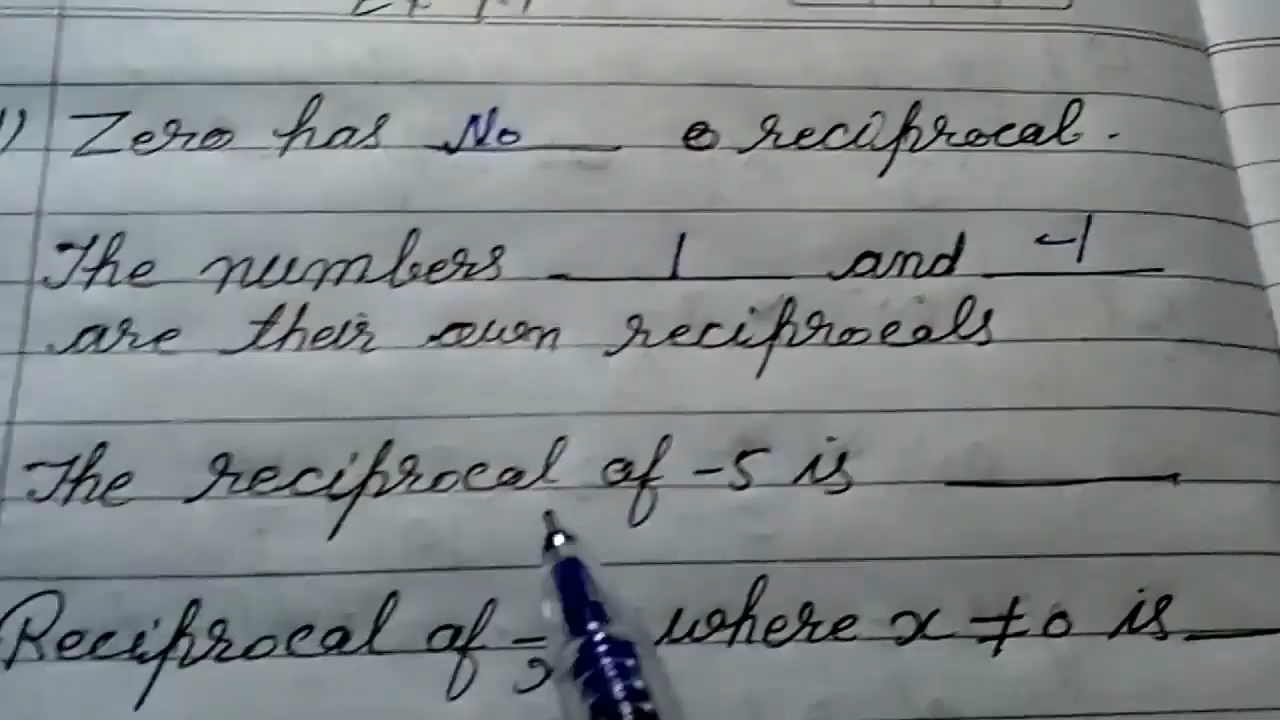 1) Zero has No reciprocal.
The numbers 1 and -1
are their own reciprocals
The reciprocal of -5 is
Reciprocal of where x ≠ 0 is